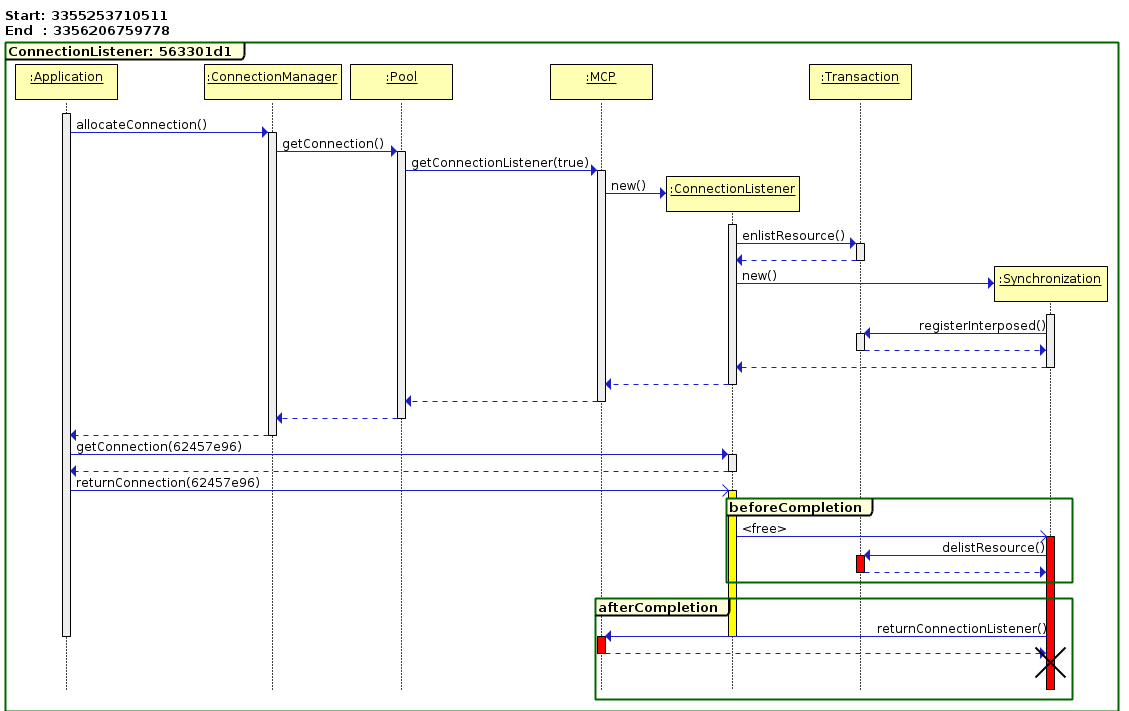 Start: 3355253710511
End  : 3356206759778
ConnectionListener: 563301d1
:Application
:ConnectionManager
:Pool
:MCP
:Transaction
allocateConnection()
getConnection()
getConnectionListener(true)
new()
:ConnectionListener
enlistResource()
new()
:Synchronization
registerInterposed()
getConnection(62457e96)
returnConnection(62457e96)
beforeCompletion
<free>
delistResource()
afterCompletion
returnConnectionListener()